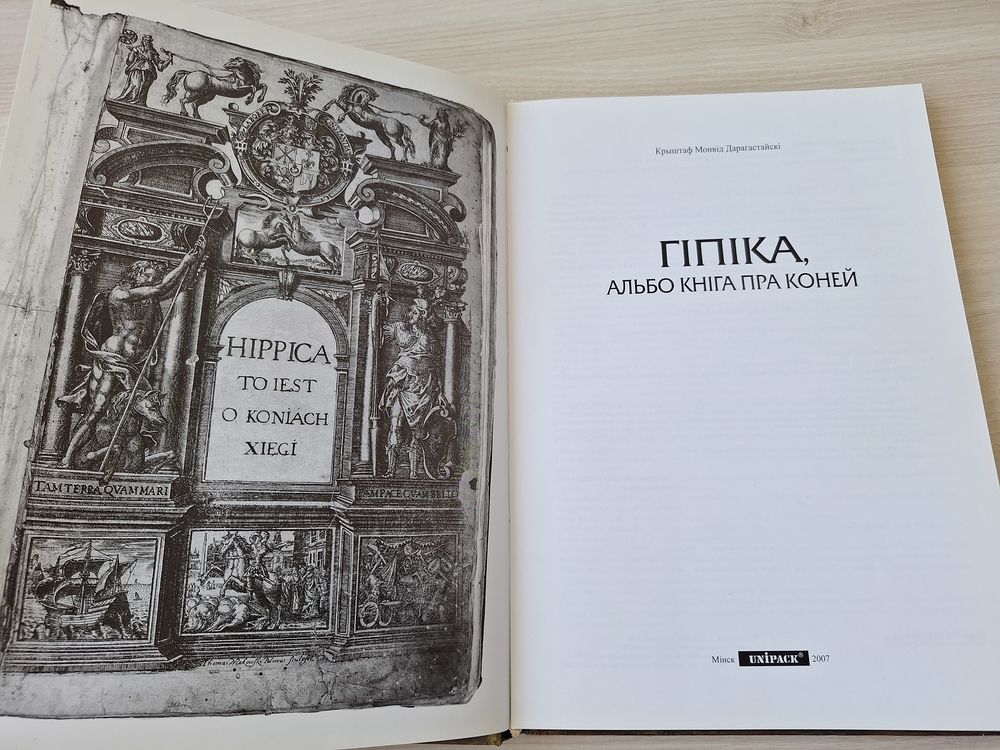 HIPPICA
TO IEST
O KONIACH
XIEGI
TAM TERRA QVAM MARI
TAM PACE QVAM BELLO
Крыштаф Монвід Дарагастайскі
ГІПІКА,
АЛЬБО КНІГА ПРА КОНЕЙ
Мінск UNIPACK® 2007